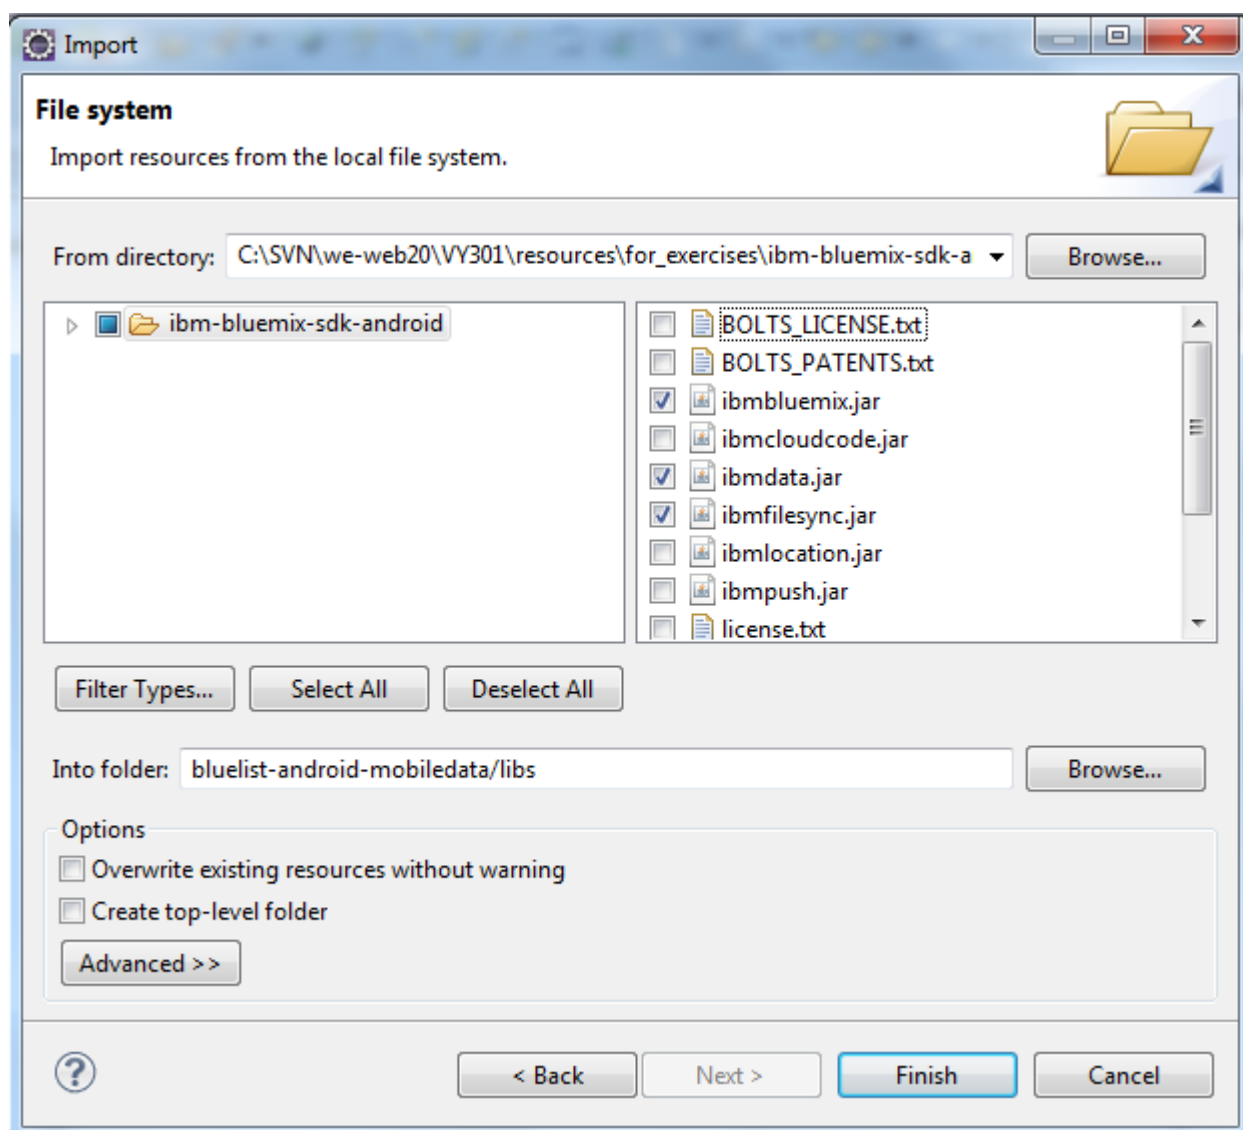 Import
File system
Import resources from the local file system.
From directory: C:\SVN\we-web20\VY301\resources\for_exercises\ibm-bluemix-sdk-a Browse...
ibm-bluemix-sdk-android
BOLTS_LICENSE.txt
BOLTS_PATENTS.txt
ibmbluemix.jar
ibmcloudcode.jar
ibmdata.jar
ibmfilesync.jar
ibmlocation.jar
ibmpush.jar
license.txt
Filter Types... Select All Deselect All
Into folder: bluelist-android-mobiledata/libs Browse...
Options
Overwrite existing resources without warning
Create top-level folder
Advanced >>
? < Back Next > Finish Cancel